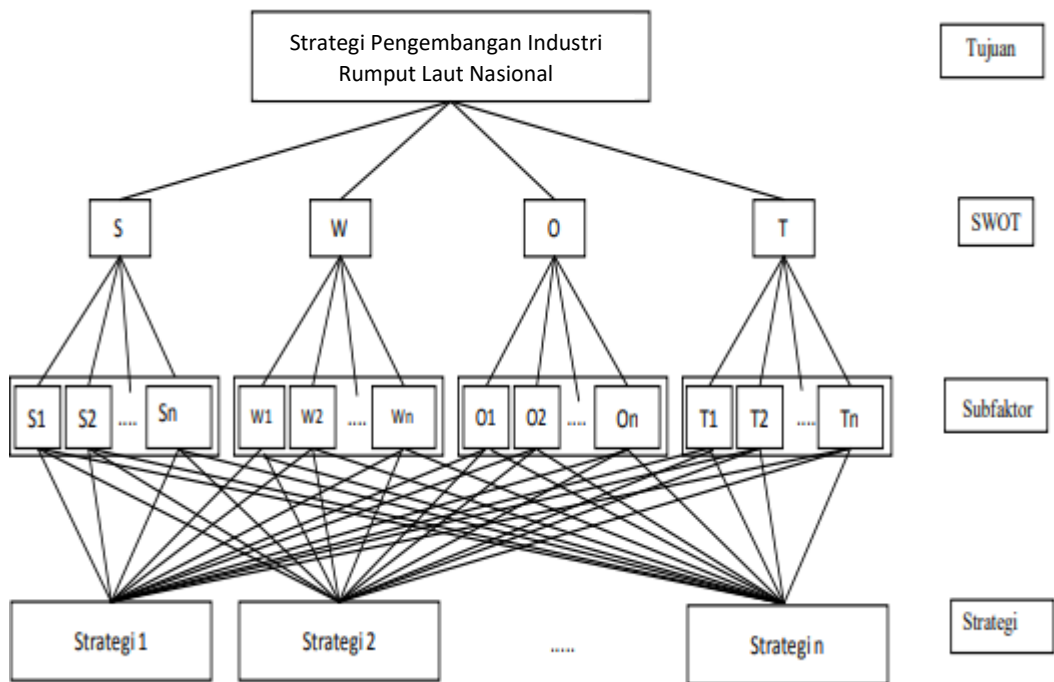 Strategi Pengembangan Industri
Rumput Laut Nasional
Tujuan
S
W
O
T
SWOT
S1
S2
....
Sn
W1
W2
....
Wn
O1
O2
....
On
T1
T2
....
Tn
Subfaktor
Strategi 1
Strategi 2
.....
Strategi n
Strategi